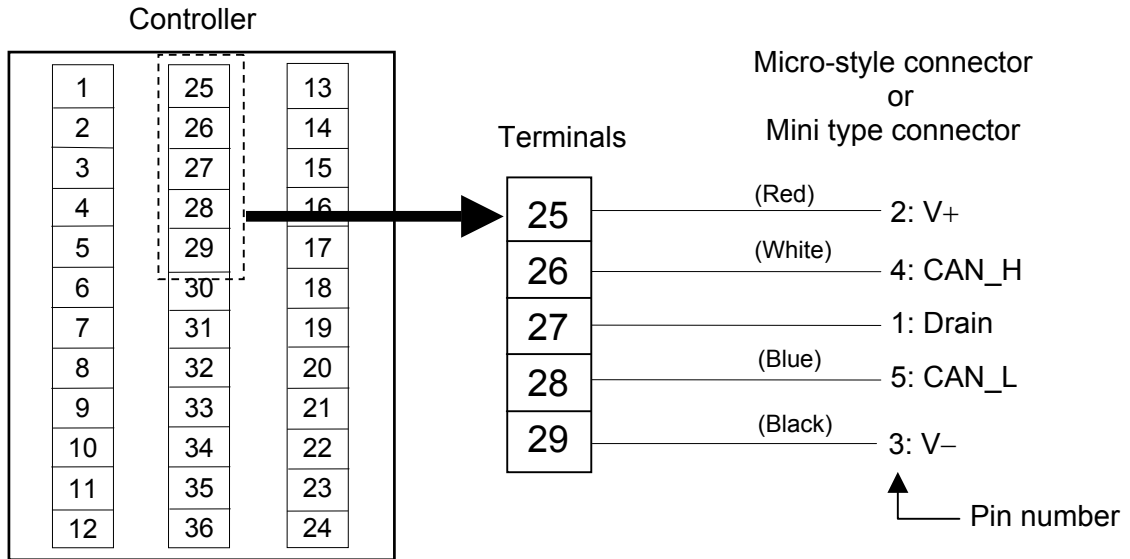 Controller
1 25 13
2 26 14
3 27 15
4 28 16
5 29 17
6 30 18
7 31 19
8 32 20
9 33 21
10 34 22
11 35 23
12 36 24
Micro-style connector
or
Mini type connector
Terminals
25 (Red) 2: V+
26 (White) 4: CAN_H
27 1: Drain
28 (Blue) 5: CAN_L
29 (Black) 3: V−
Pin number